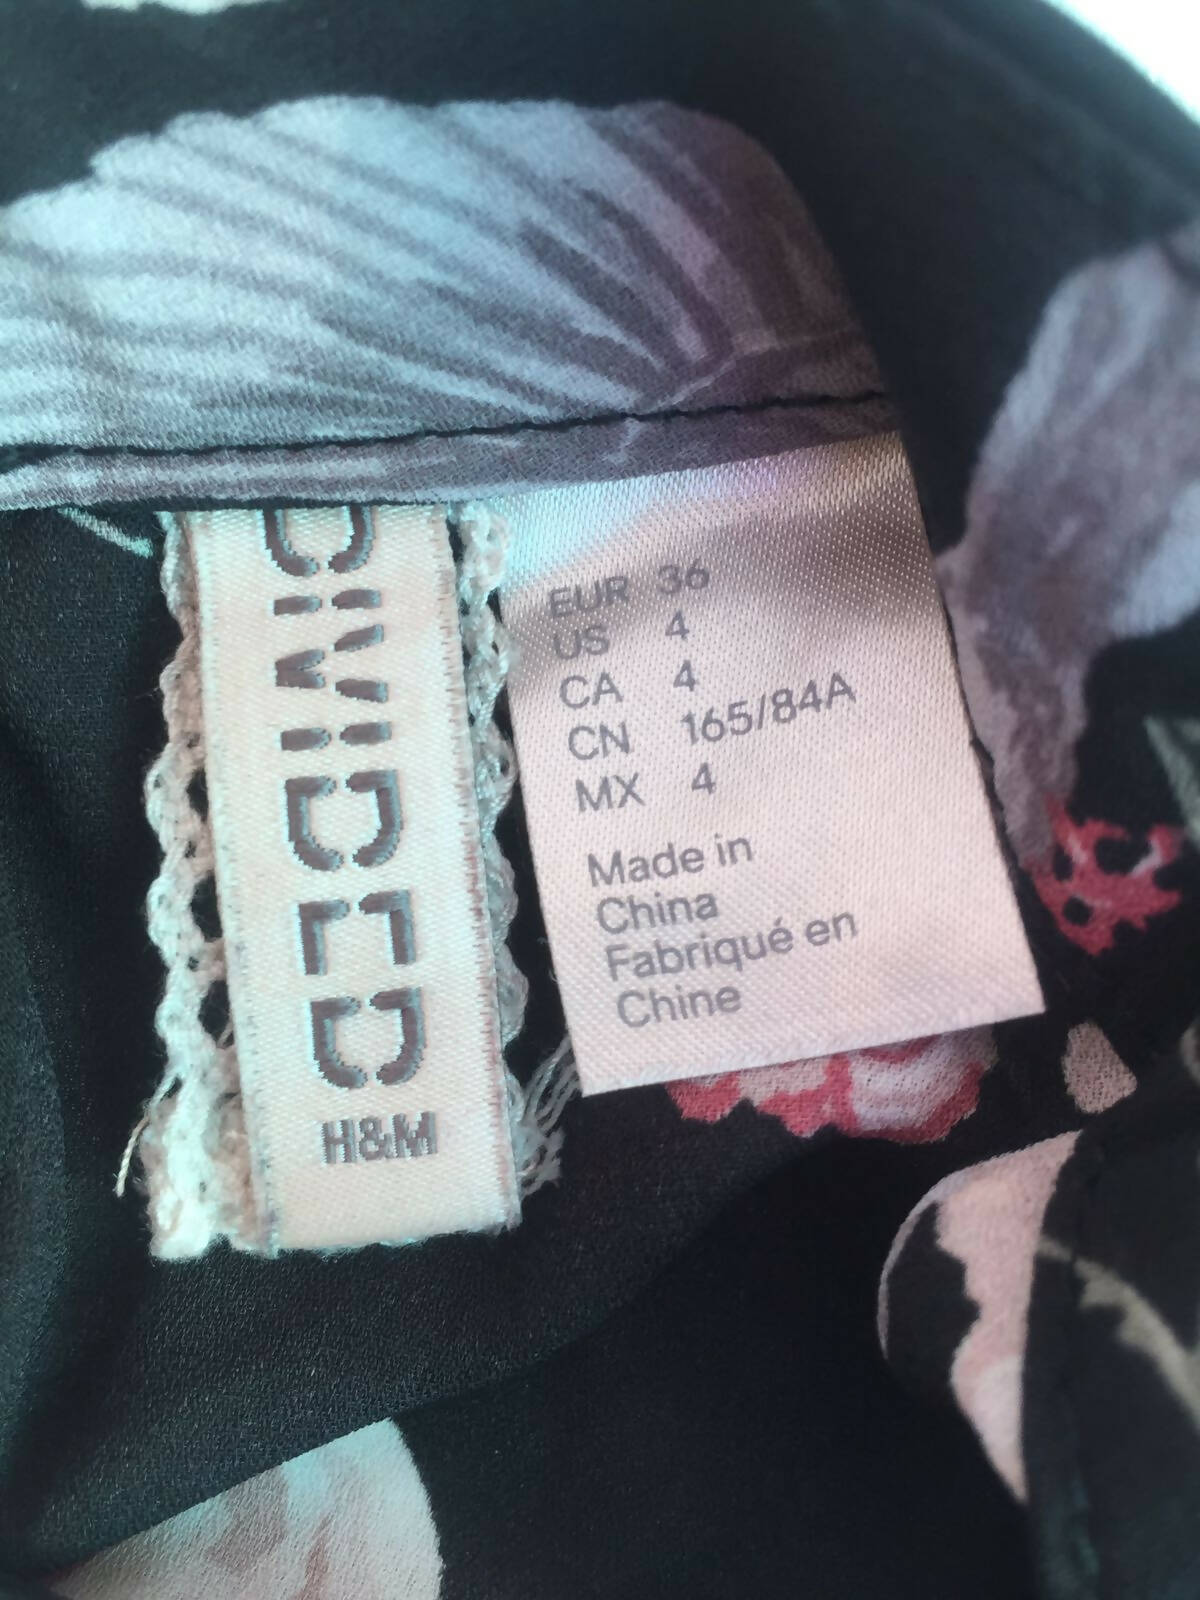 DIVIDED
H&M
EUR 36
US 4
CA 4
CN 165/84A
MX 4
Made in
China
Fabriqué en
Chine